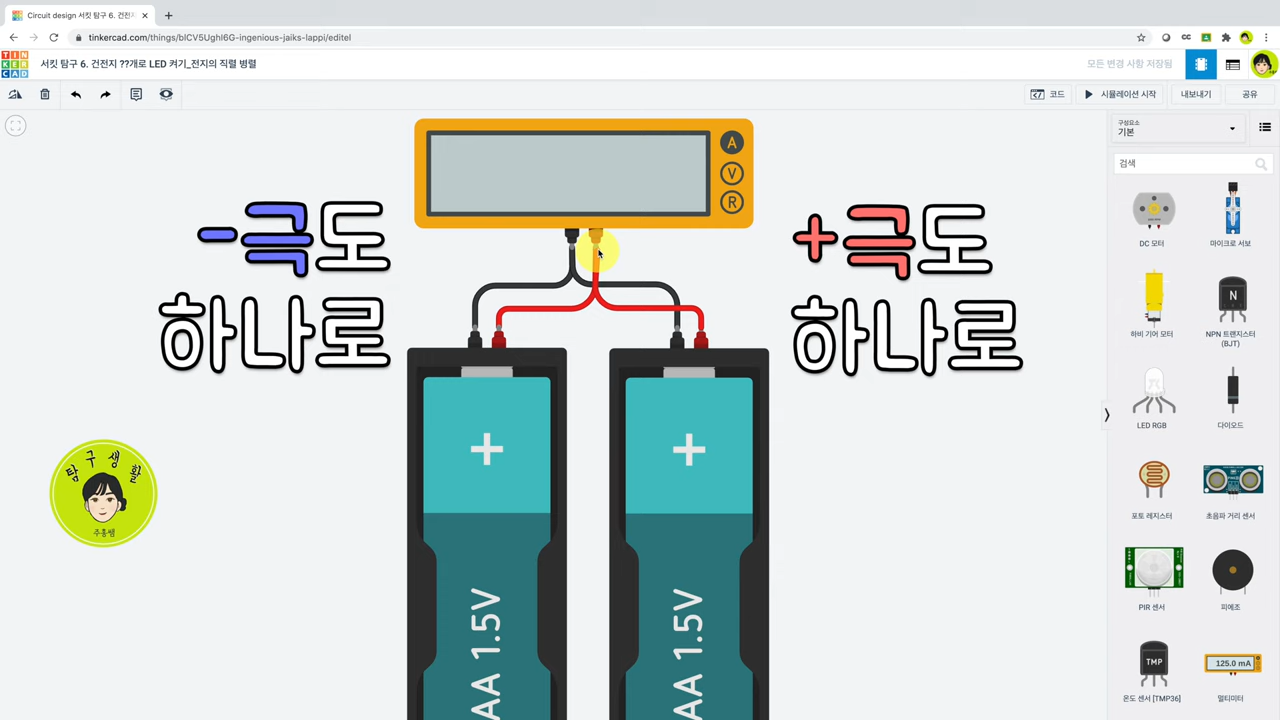 Circuit design 서킷 탐구 6. 건전지
tinkercad.com/things/bICV5UghI6G-ingenious-jaiks-lappi/editel
TINKERCAD
서킷 탐구 6. 건전지 ??개로 LED 켜기_전지의 직렬 병렬
모든 변경 사항 저장됨
코드
시뮬레이션 시작
내보내기
공유
구성요소
기본
검색
A
V
R
-극도
하나로
+극도
하나로
+
+
AA 1.5V
AA 1.5V
탐구생활
주홍쌤
DC 모터
마이크로 서보
N
하비 기어 모터
NPN 트랜지스터
(BJT)
LED RGB
다이오드
포토 레지스터
초음파 거리 센서
PIR 센서
피에조
TMP
125.0 mA
온도 센서 [TMP36]
멀티미터